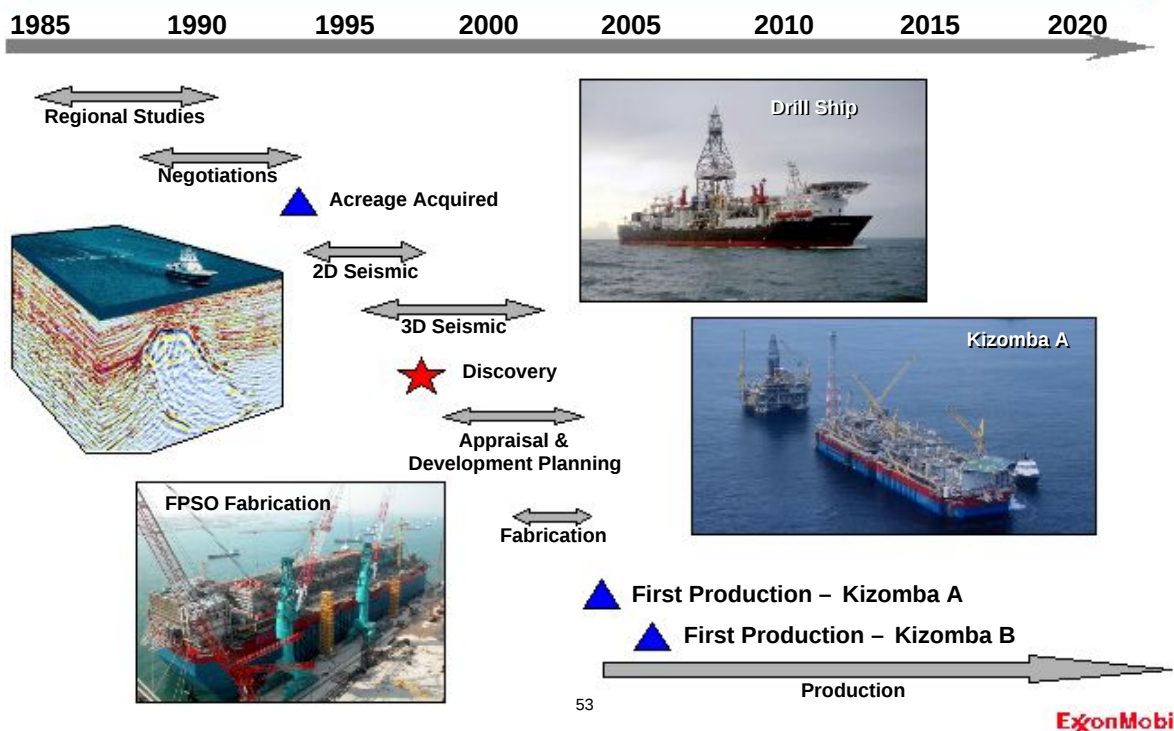 1985 1990 1995 2000 2005 2010 2015 2020
Regional Studies
Negotiations
Acreage Acquired
2D Seismic
3D Seismic
Discovery
Appraisal &
Development Planning
Fabrication
Drill Ship
Kizomba A
FPSO Fabrication
First Production – Kizomba A
First Production – Kizomba B
Production
53
ExxonMobi